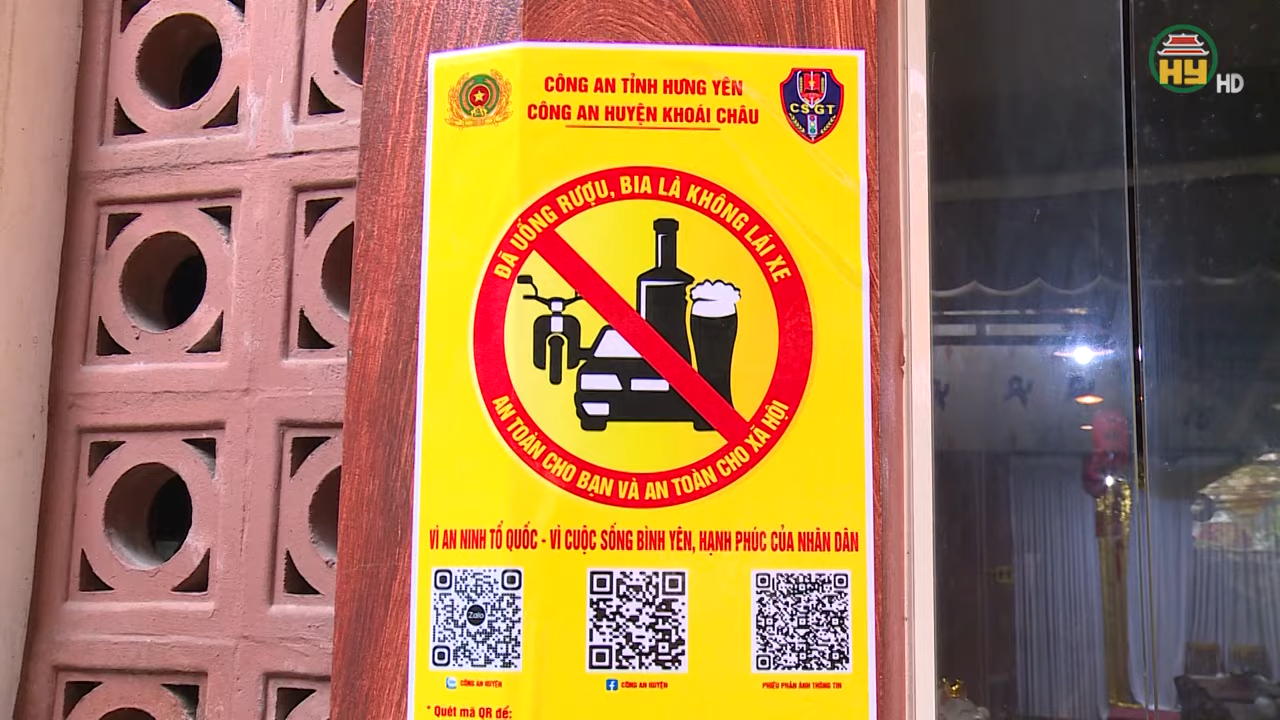 HY HD
CÔNG AN TỈNH HƯNG YÊN
CÔNG AN HUYỆN KHOÁI CHÂU
CSGT
ĐÃ UỐNG RƯỢU, BIA LÀ KHÔNG LÁI XE
AN TOÀN CHO BẠN VÀ AN TOÀN CHO XÃ HỘI
VÌ AN NINH TỔ QUỐC - VÌ CUỘC SỐNG BÌNH YÊN, HẠNH PHÚC CỦA NHÂN DÂN
Zalo
CÔNG AN HUYỆN
CÔNG AN HUYỆN
PHIẾU PHẢN ÁNH THÔNG TIN
* Quét mã QR để: